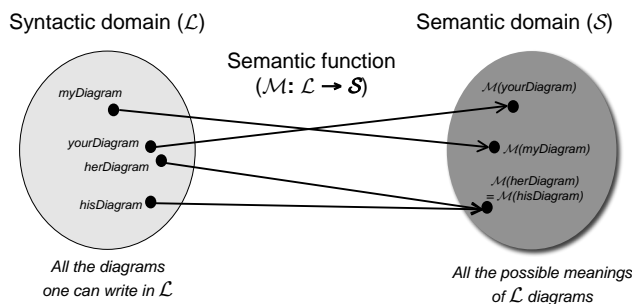 Syntactic domain (ℒ)
Semantic domain (𝒮)
Semantic function
(ℳ: ℒ → 𝓢)
myDiagram
yourDiagram
herDiagram
hisDiagram
ℳ(yourDiagram)
ℳ(myDiagram)
ℳ(herDiagram)
= ℳ(hisDiagram)
All the diagrams
one can write in ℒ
All the possible meanings
of ℒ diagrams